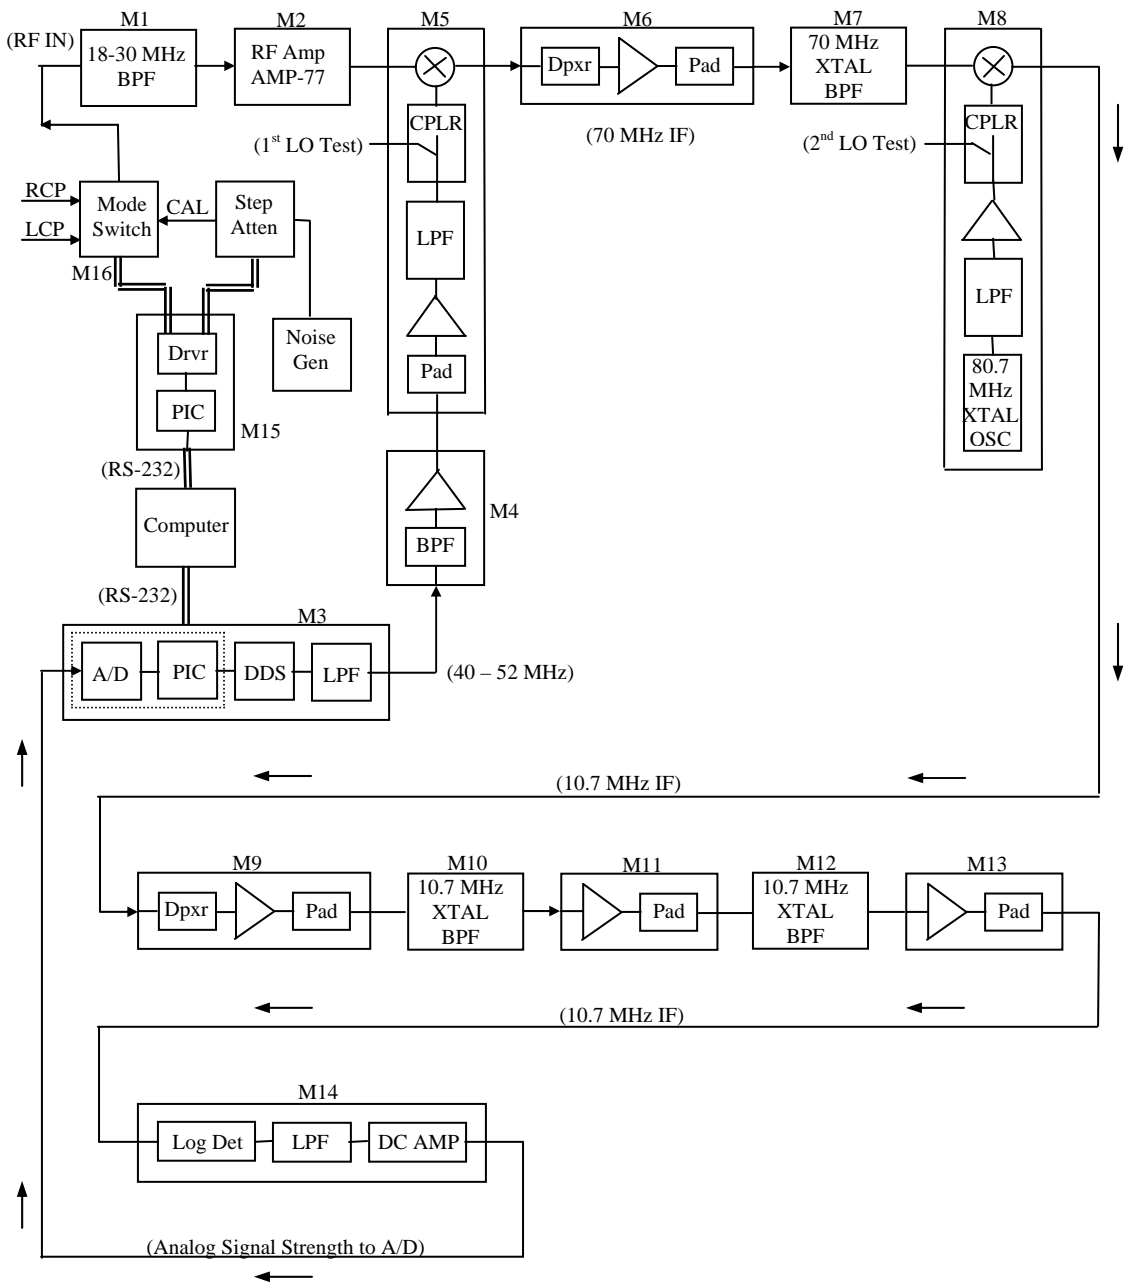 M1
M2
M5
M6
M7
M8
(RF IN)
18-30 MHz
BPF
RF Amp
AMP-77
Dpxr
Pad
70 MHz
XTAL
BPF
(70 MHz IF)
CPLR
(1st LO Test)
CPLR
(2nd LO Test)
RCP
LCP
Mode
Switch
CAL
Step
Atten
M16
LPF
LPF
Noise
Gen
Drvr
PIC
M15
Pad
80.7
MHz
XTAL
OSC
(RS-232)
Computer
M4
BPF
(RS-232)
M3
A/D
PIC
DDS
LPF
(40 – 52 MHz)
(10.7 MHz IF)
M9
M10
M11
M12
M13
Dpxr
Pad
10.7 MHz
XTAL
BPF
Pad
10.7 MHz
XTAL
BPF
Pad
(10.7 MHz IF)
M14
Log Det
LPF
DC AMP
(Analog Signal Strength to A/D)